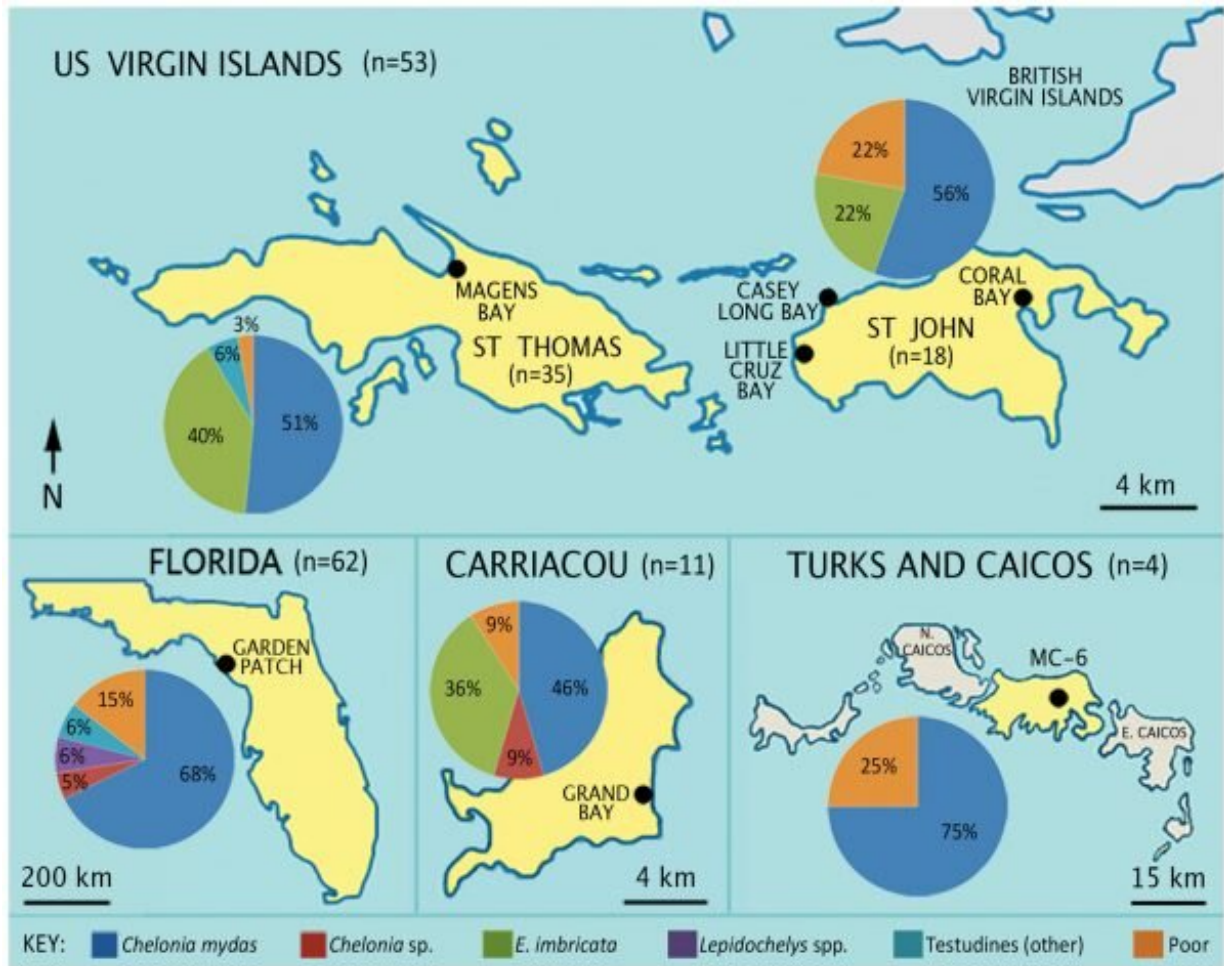 US VIRGIN ISLANDS (n=53)
BRITISH
VIRGIN ISLANDS
22%
56%
22%
MAGENS
BAY
CASEY
LONG BAY
CORAL
BAY
ST JOHN
(n=18)
LITTLE
CRUZ
BAY
ST THOMAS
(n=35)
3%
6%
40%
51%
N
4 km
FLORIDA (n=62)
GARDEN
PATCH
15%
6%
6%
5%
68%
200 km
CARRIACOU (n=11)
9%
36%
46%
9%
GRAND
BAY
4 km
TURKS AND CAICOS (n=4)
N.
CAICOS
MC-6
E. CAICOS
25%
75%
15 km
KEY: Chelonia mydas Chelonia sp. E. imbricata Lepidochelys spp. Testudines (other) Poor